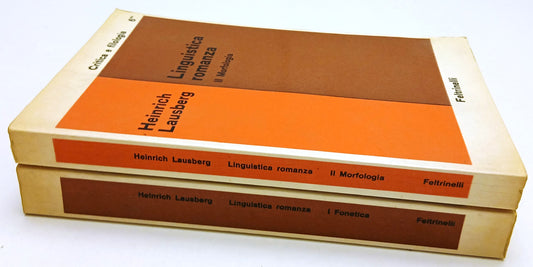 Critica e filologia
Linguistica
romanza
II Morfologia
Heinrich
Lausberg
Feltrinelli
Heinrich Lausberg Linguistica romanza II Morfologia Feltrinelli
Heinrich Lausberg Linguistica romanza I Fonetica Feltrinelli